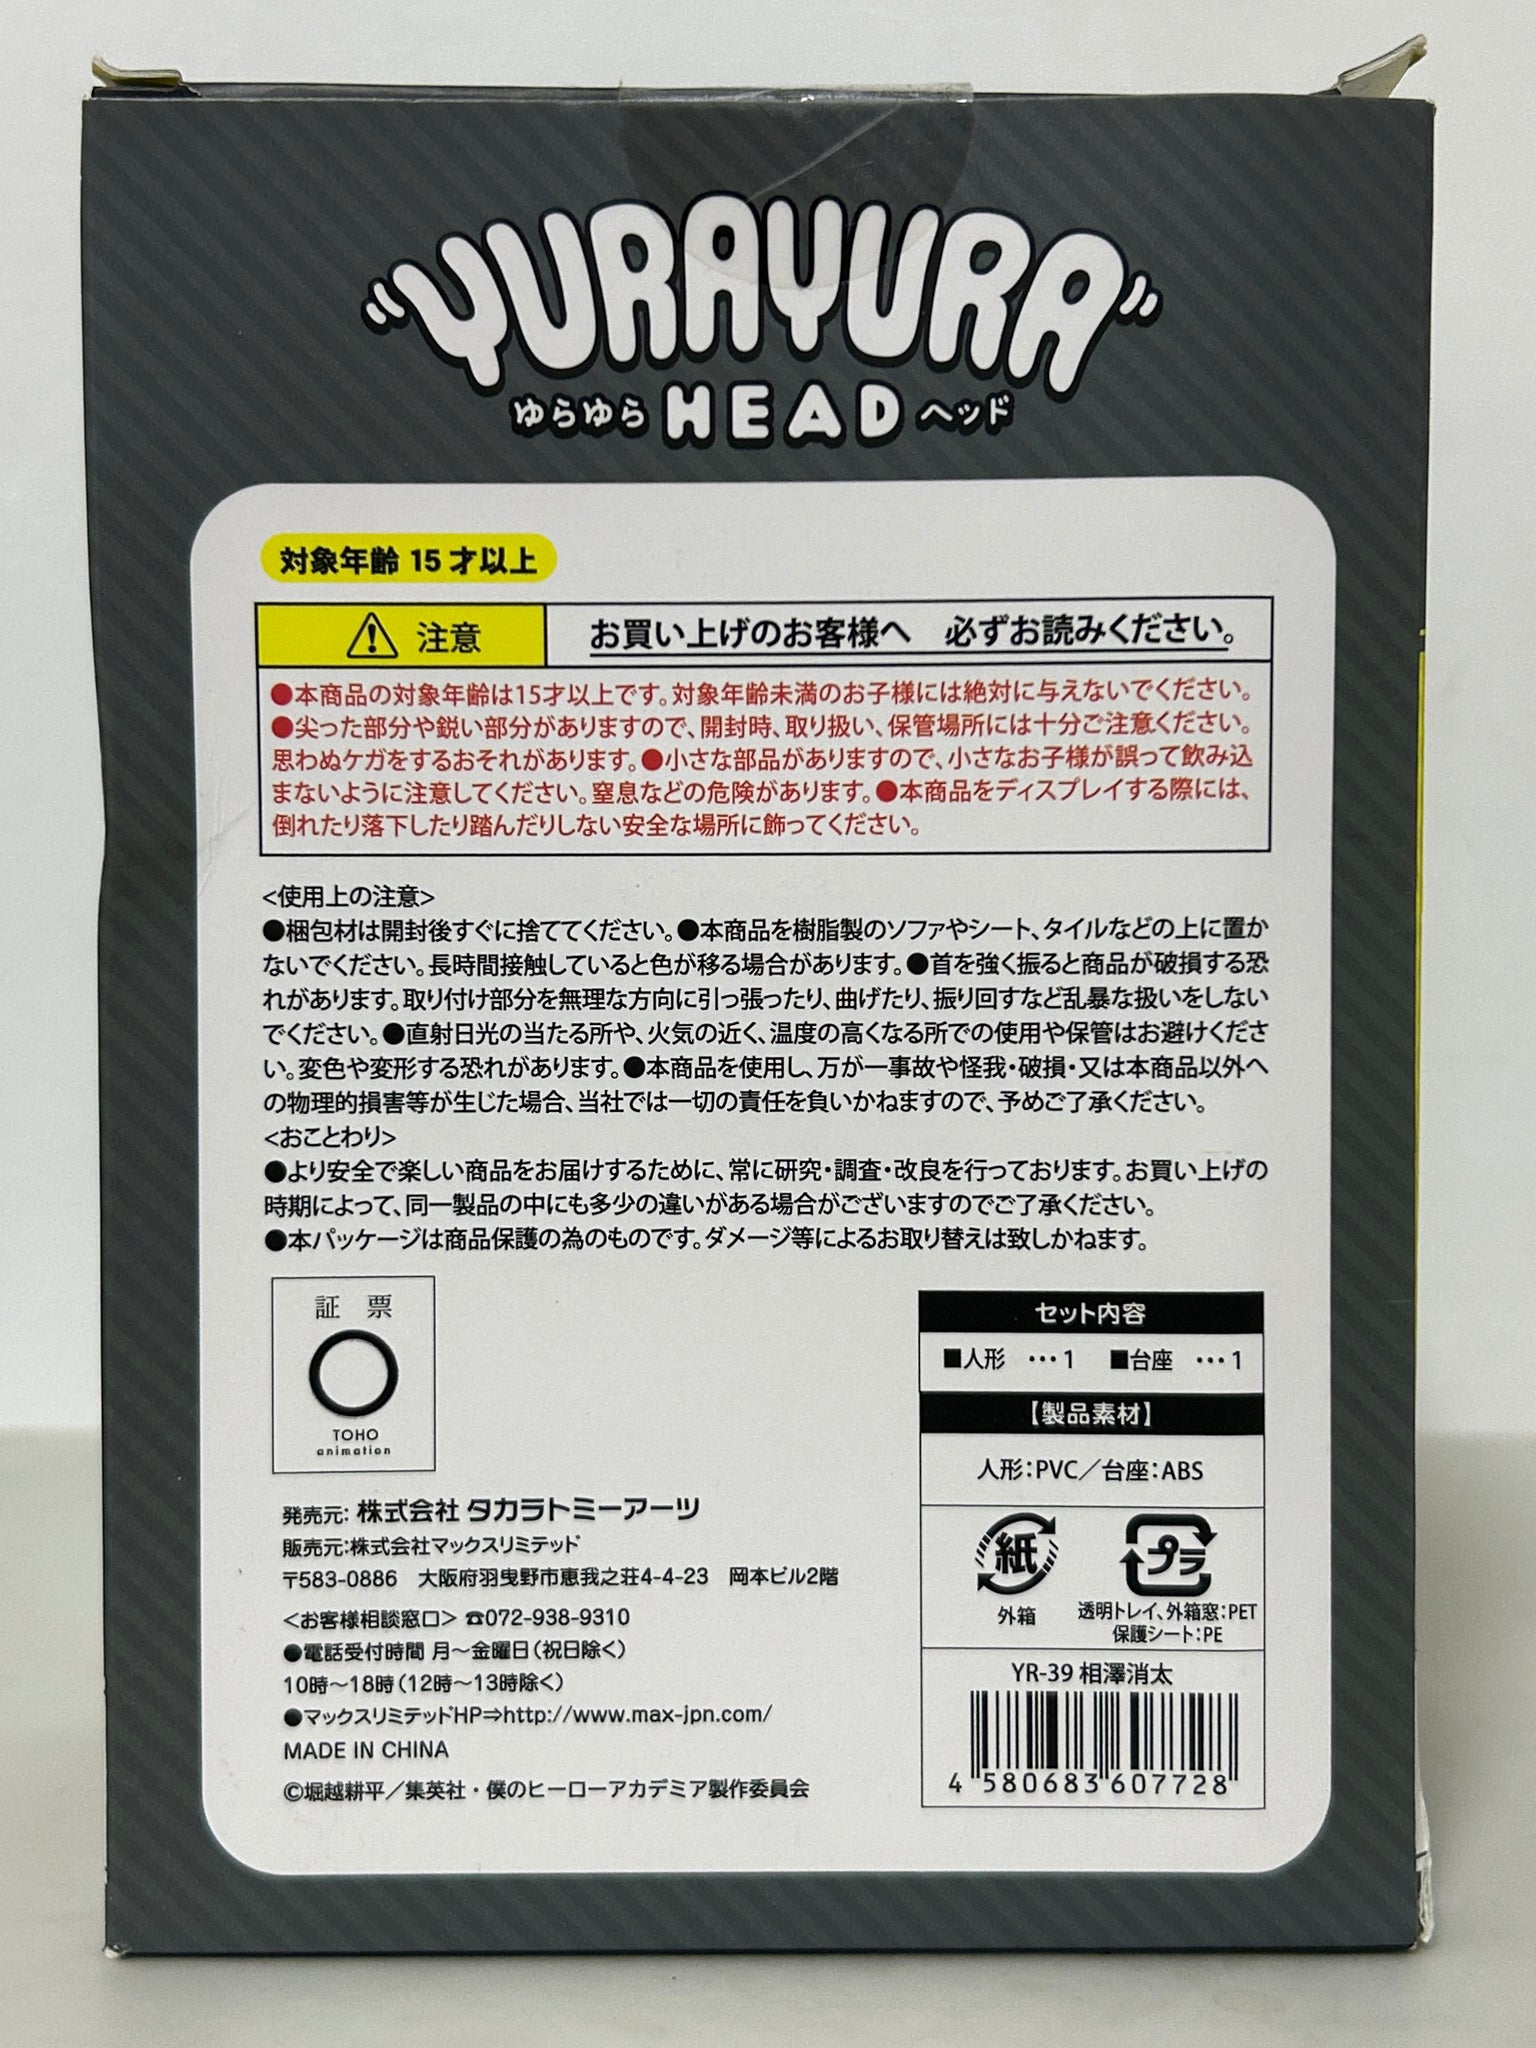 YURAYURA
ゆらゆら HEAD ヘッド
対象年齢 15 才以上
注意 お買い上げのお客様へ 必ずお読みください。
●本商品の対象年齢は15才以上です。対象年齢未満のお子様には絶対に与えないでください。
●尖った部分や鋭い部分がありますので、開封時、取り扱い、保管場所には十分ご注意ください。
思わぬケガをするおそれがあります。●小さな部品がありますので、小さなお子様が誤って飲み込
まないように注意してください。窒息などの危険があります。●本商品をディスプレイする際には、
倒れたり落下したり踏んだりしない安全な場所に飾ってください。
<使用上の注意>
●梱包材は開封後すぐに捨ててください。●本商品を樹脂製のソファやシート、タイルなどの上に置か
ないでください。長時間接触していると色が移る場合があります。●首を強く振ると商品が破損する恐
れがあります。取り付け部分を無理な方向に引っ張ったり、曲げたり、振り回すなど乱暴な扱いをしない
でください。●直射日光の当たる所や、火気の近く、温度の高くなる所での使用や保管はお避けくださ
い。変色や変形する恐れがあります。●本商品を使用し、万が一事故や怪我・破損・又は本商品以外へ
の物理的損害等が生じた場合、当社では一切の責任を負いかねますので、予めご了承ください。
<おことわり>
●より安全で楽しい商品をお届けするために、常に研究・調査・改良を行っております。お買い上げの
時期によって、同一製品の中にも多少の違いがある場合がございますのでご了承ください。
●本パッケージは商品保護の為のものです。ダメージ等によるお取り替えは致しかねます。
証 票
TOHO
animation
発売元: 株式会社 タカラトミーアーツ
販売元:株式会社マックスリミテッド
〒583-0886 大阪府羽曳野市恵我之荘4-4-23 岡本ビル2階
<お客様相談窓口> ☎072-938-9310
●電話受付時間 月〜金曜日(祝日除く)
10時〜18時(12時〜13時除く)
●マックスリミテッドHP⇒http://www.max-jpn.com/
MADE IN CHINA
©堀越耕平／集英社・僕のヒーローアカデミア製作委員会
セット内容
■人形 …1 ■台座 …1
【製品素材】
人形:PVC／台座:ABS
紙 プラ
外箱 透明トレイ、外箱窓:PET
保護シート:PE
YR-39 相澤消太
4 580683 607728